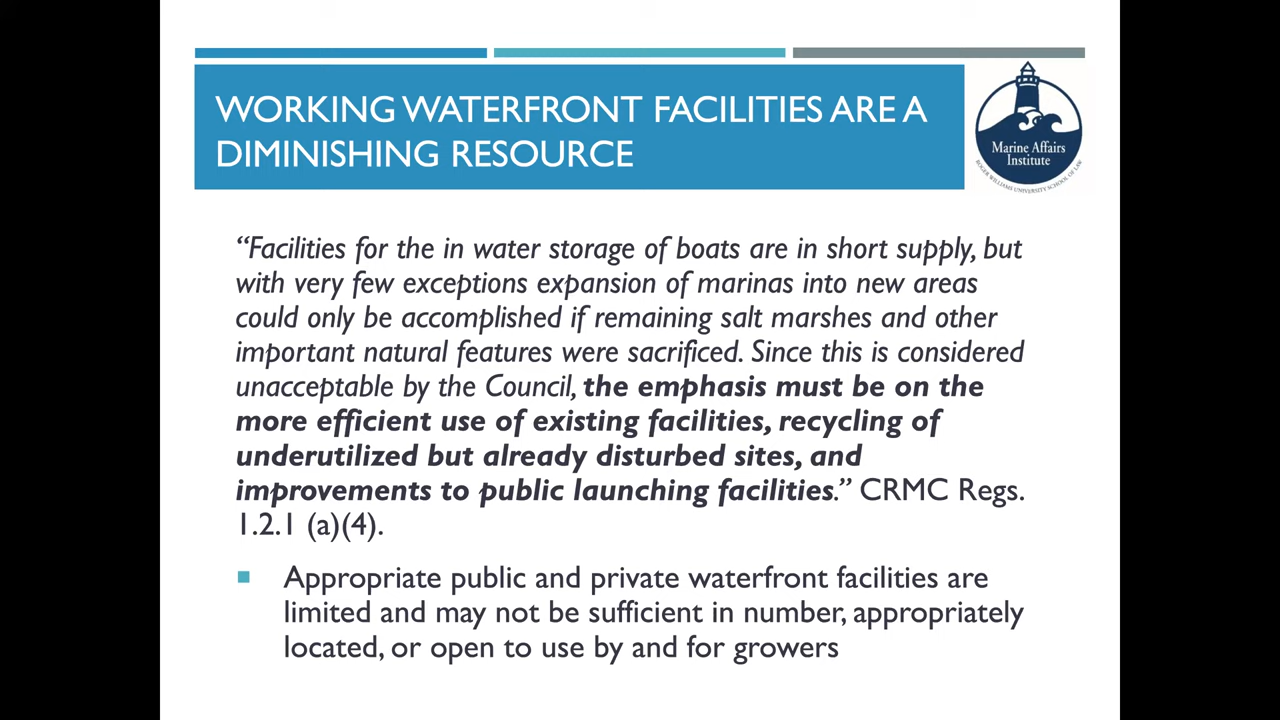 WORKING WATERFRONT FACILITIES ARE A
DIMINISHING RESOURCE
Marine Affairs
Institute
ROGER WILLIAMS UNIVERSITY SCHOOL OF LAW
“Facilities for the in water storage of boats are in short supply, but
with very few exceptions expansion of marinas into new areas
could only be accomplished if remaining salt marshes and other
important natural features were sacrificed. Since this is considered
unacceptable by the Council, the emphasis must be on the
more efficient use of existing facilities, recycling of
underutilized but already disturbed sites, and
improvements to public launching facilities.” CRMC Regs.
1.2.1 (a)(4).
Appropriate public and private waterfront facilities are
limited and may not be sufficient in number, appropriately
located, or open to use by and for growers